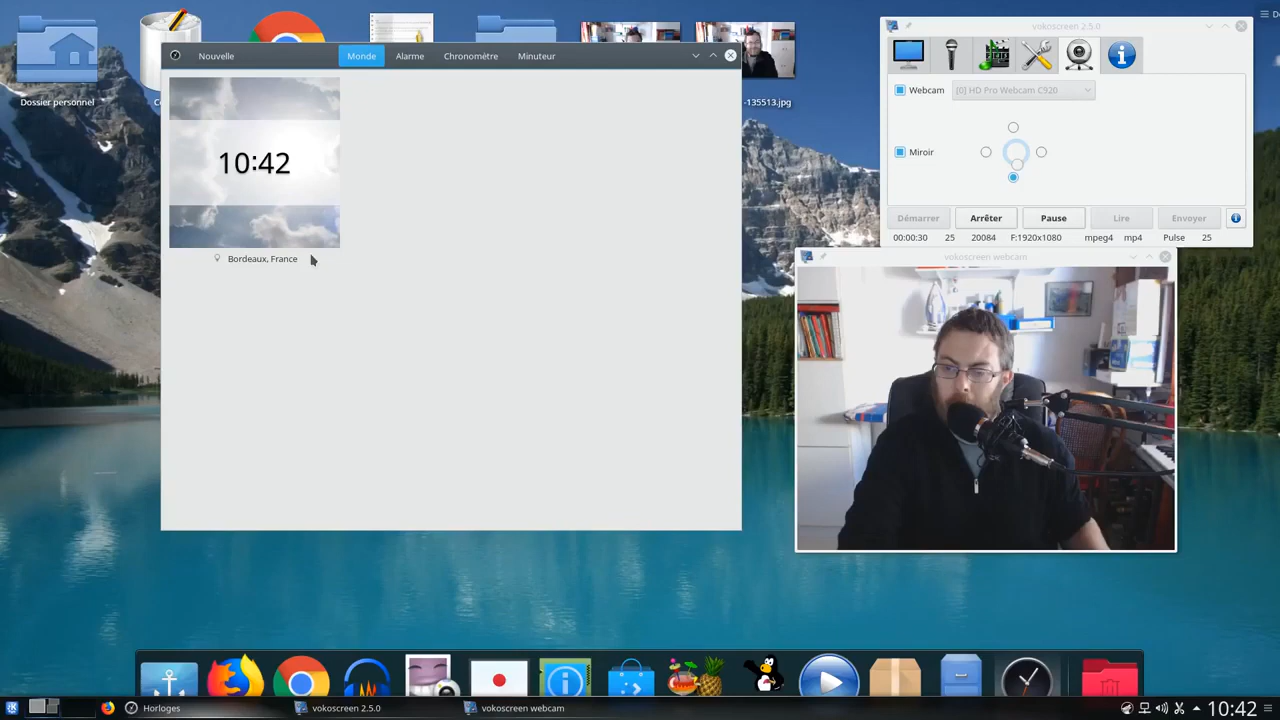 Dossier personnel
-135513.jpg
Nouvelle
Monde
Alarme
Chronomètre
Minuteur
10:42
Bordeaux, France
vokoscreen 2.5.0
Webcam
[0] HD Pro Webcam C920
Miroir
Démarrer
Arrêter
Pause
Lire
Envoyer
00:00:30
25
20084
F:1920x1080
mpeg4
mp4
Pulse
25
vokoscreen webcam
Horloges
vokoscreen 2.5.0
vokoscreen webcam
10:42